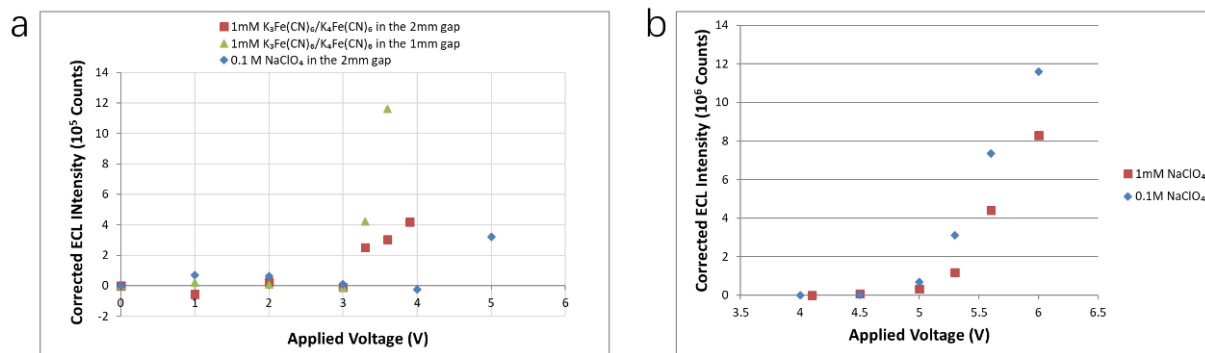 a
1mM K₃Fe(CN)₆/K₄Fe(CN)₆ in the 2mm gap
1mM K₃Fe(CN)₆/K₄Fe(CN)₆ in the 1mm gap
0.1 M NaClO₄ in the 2mm gap
Corrected ECL INtensity (10⁵ Counts)
14
12
10
8
6
4
2
0
-2
0 1 2 3 4 5 6
Applied Voltage (V)
b
Corrected ECL Intensity (10⁶ Counts)
14
12
10
8
6
4
2
0
3.5 4 4.5 5 5.5 6 6.5
Applied Voltage (V)
1mM NaClO₄
0.1M NaClO₄